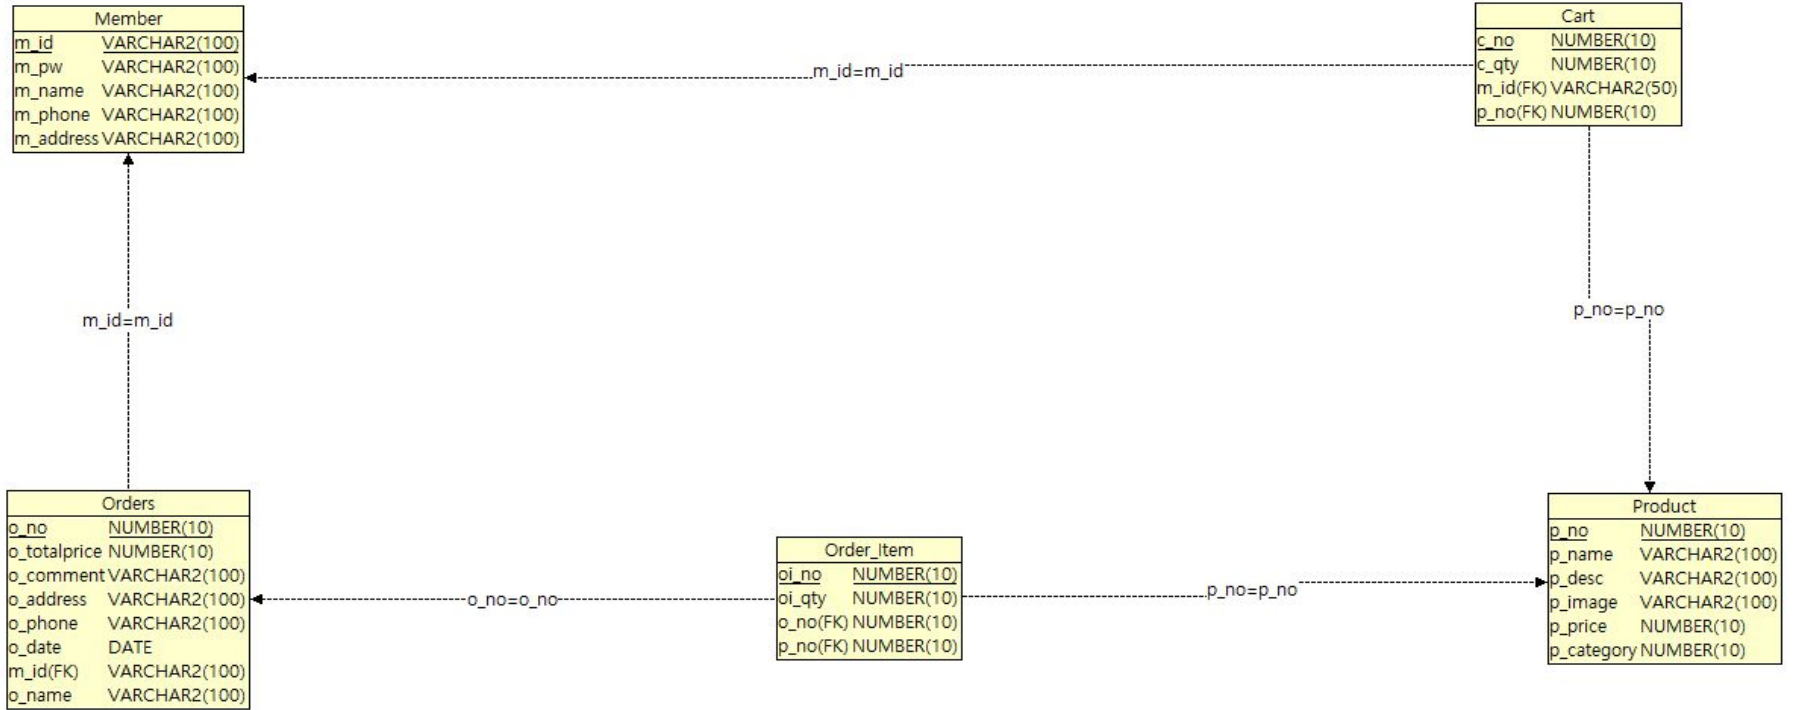 Member
m_id VARCHAR2(100)
m_pw VARCHAR2(100)
m_name VARCHAR2(100)
m_phone VARCHAR2(100)
m_address VARCHAR2(100)
m_id=m_id
Cart
c_no NUMBER(10)
c_qty NUMBER(10)
m_id(FK) VARCHAR2(50)
p_no(FK) NUMBER(10)
m_id=m_id
p_no=p_no
Orders
o_no NUMBER(10)
o_totalprice NUMBER(10)
o_comment VARCHAR2(100)
o_address VARCHAR2(100)
o_phone VARCHAR2(100)
o_date DATE
m_id(FK) VARCHAR2(100)
o_name VARCHAR2(100)
o_no=o_no
Order_Item
oi_no NUMBER(10)
oi_qty NUMBER(10)
o_no(FK) NUMBER(10)
p_no(FK) NUMBER(10)
p_no=p_no
Product
p_no NUMBER(10)
p_name VARCHAR2(100)
p_desc VARCHAR2(100)
p_image VARCHAR2(100)
p_price NUMBER(10)
p_category NUMBER(10)